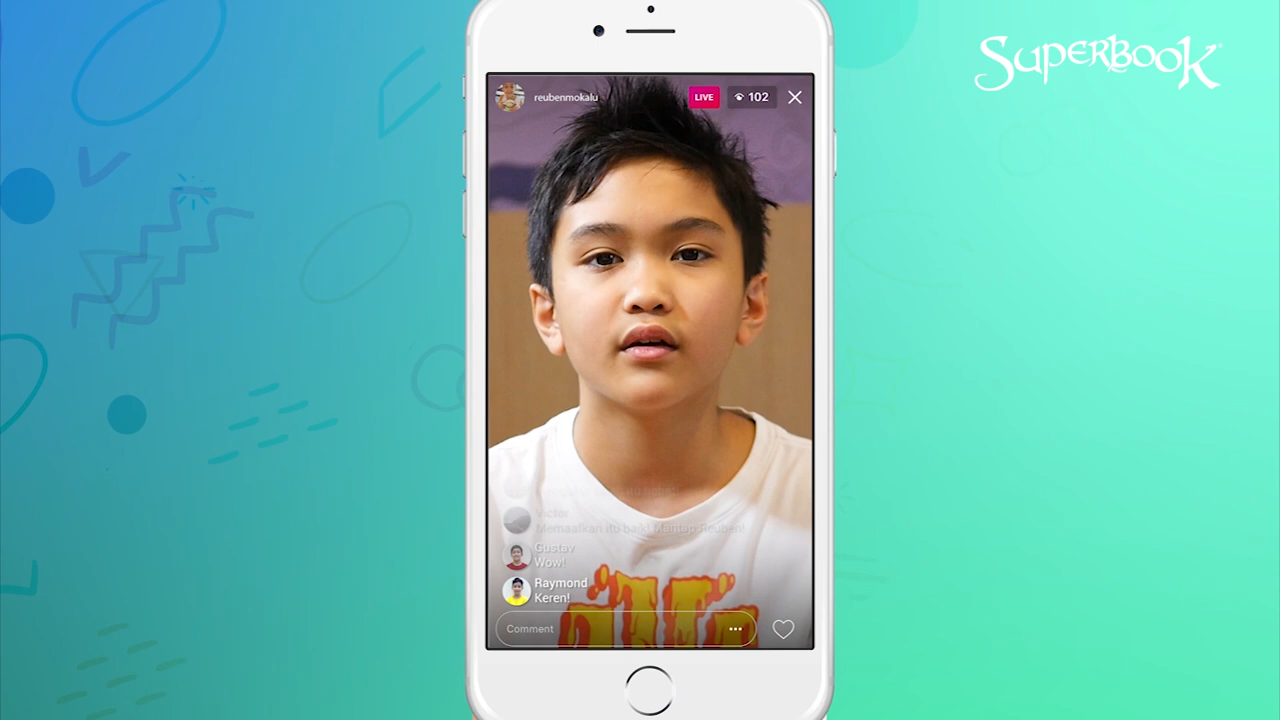 SUPERBOOK
reubenmokalu
LIVE
102
Victor
Memaafkan itu baik! Mantap Reuben!
Gustav
Wow!
Raymond
Keren!
Comment